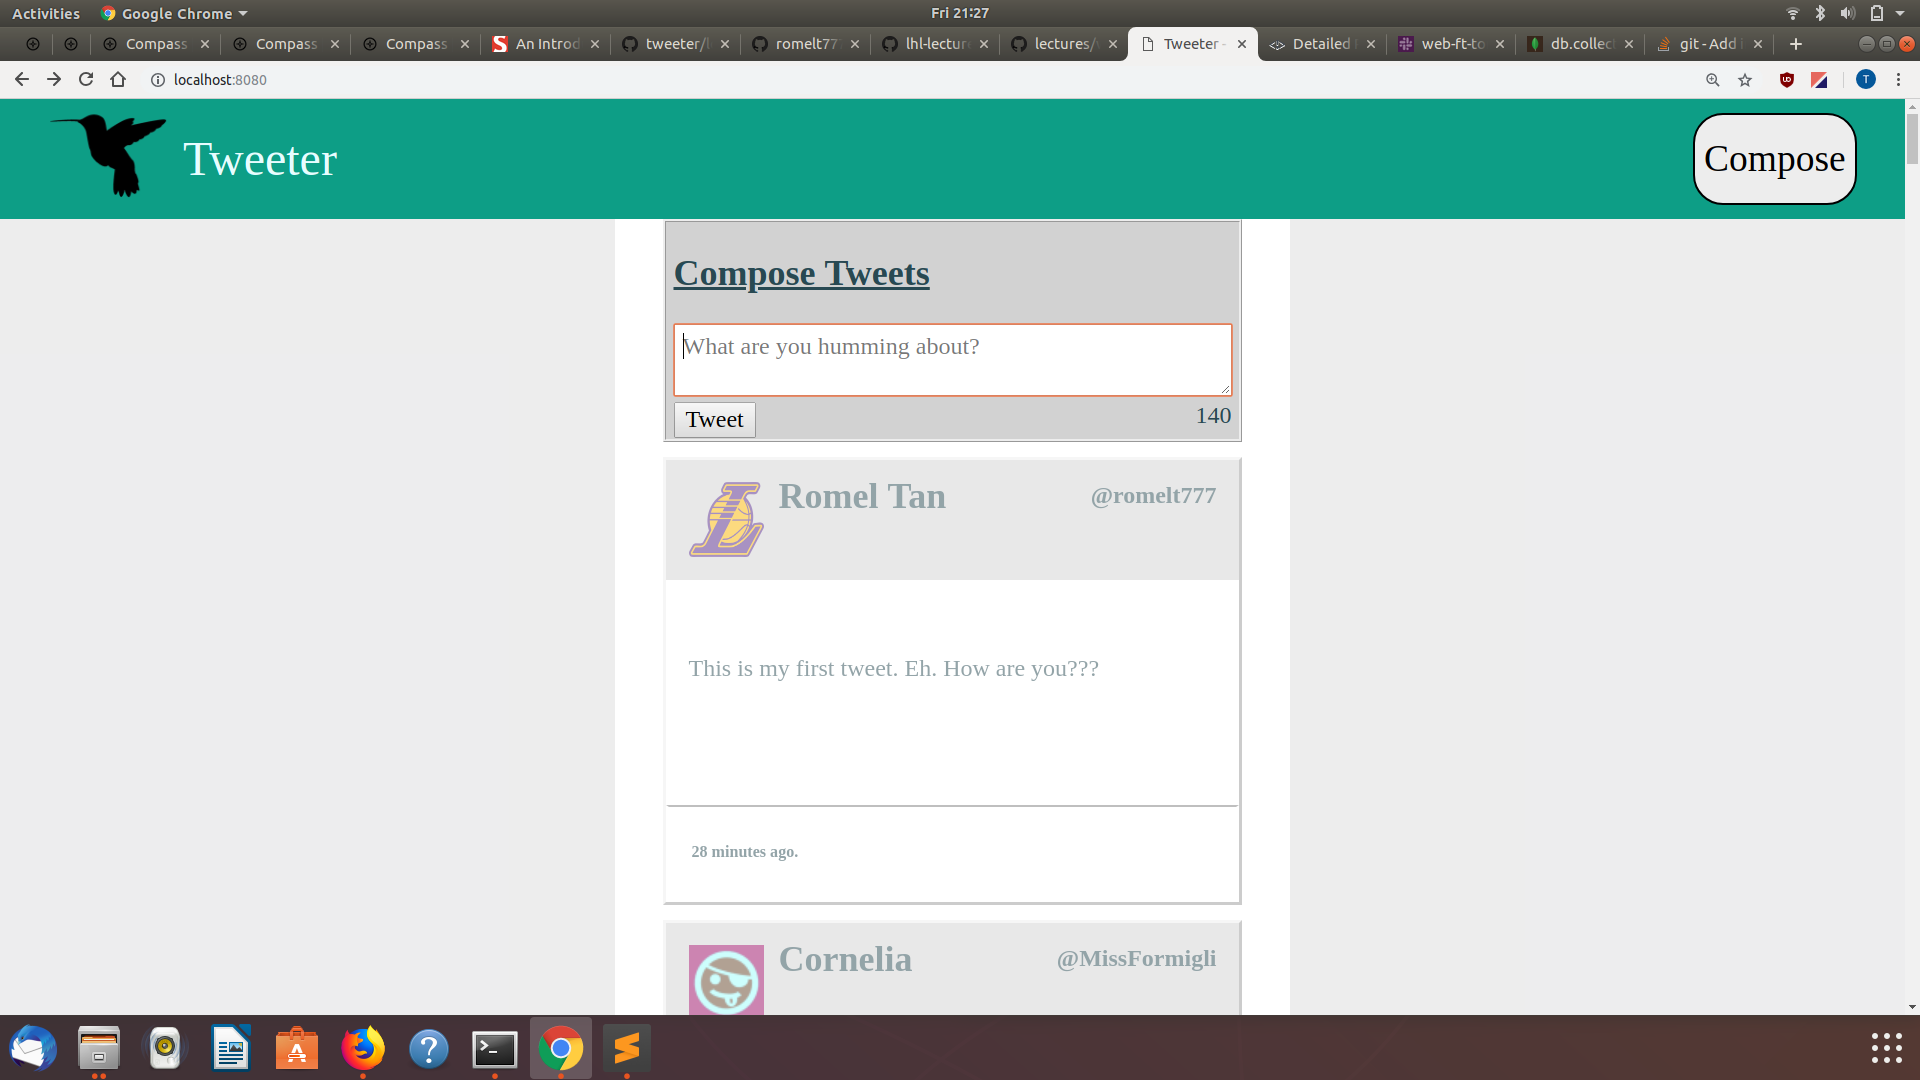 Activities Google Chrome Fri 21:27
Compass Compass Compass An Introd tweeter/l romelt77 lhl-lectur lectures/ Tweeter - Detailed web-ft-to db.collec git - Add i
localhost:8080 T
Tweeter Compose
Compose Tweets
What are you humming about?
Tweet 140
Romel Tan @romelt777
This is my first tweet. Eh. How are you???
28 minutes ago.
Cornelia @MissFormigli